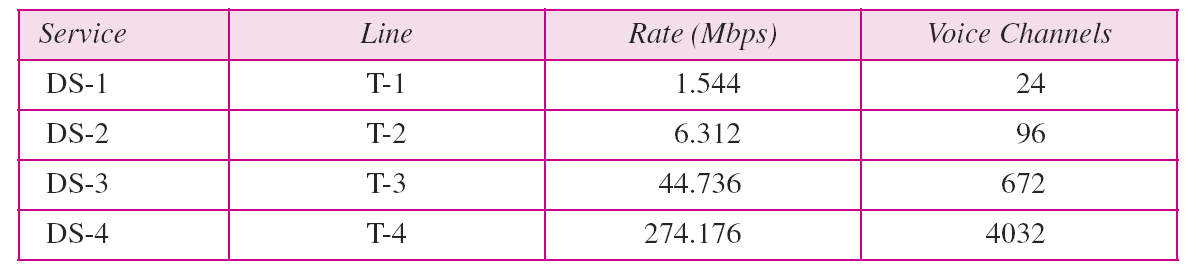 Service Line Rate (Mbps) Voice Channels
DS-1 T-1 1.544 24
DS-2 T-2 6.312 96
DS-3 T-3 44.736 672
DS-4 T-4 274.176 4032